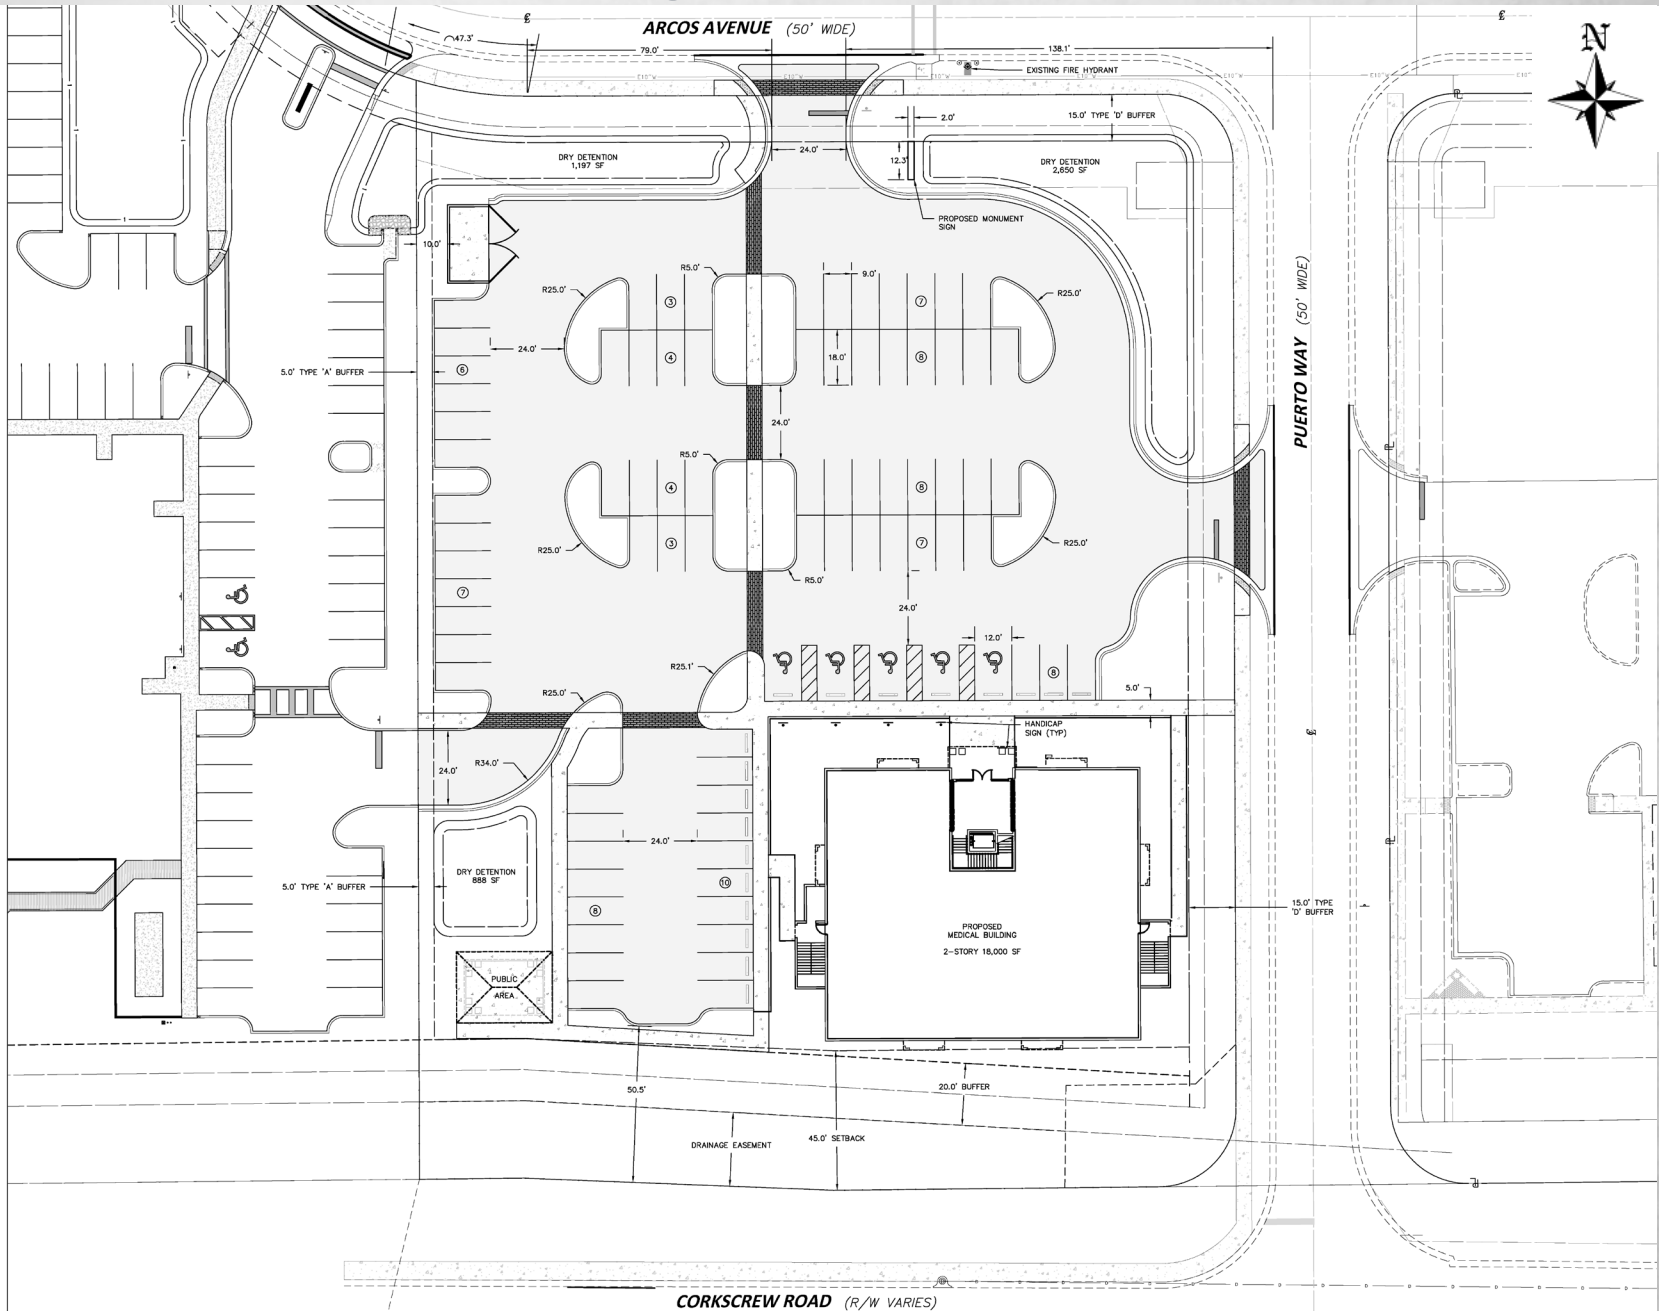 ARCOS AVENUE (50' WIDE)
47.3'
79.0'
138.1'
N
EXISTING FIRE HYDRANT
2.0'
15.0' TYPE 'D' BUFFER
24.0'
12.3'
DRY DETENTION
1,197 SF
DRY DETENTION
2,650 SF
PROPOSED MONUMENT
SIGN
10.0'
R5.0'
9.0'
R25.0'
R25.0'
3
7
24.0'
4
18.0'
8
5.0' TYPE 'A' BUFFER
6
PUERTO WAY (50' WIDE)
24.0'
R5.0'
4
8
R25.0'
3
7
R25.0'
R5.0'
7
24.0'
12.0'
R25.1'
8
R25.0'
5.0'
HANDICAP
SIGN (TYP)
24.0'
R34.0'
24.0'
DRY DETENTION
888 SF
5.0' TYPE 'A' BUFFER
10
8
15.0' TYPE
'D' BUFFER
PROPOSED
MEDICAL BUILDING
2-STORY 18,000 SF
PUBLIC
AREA
50.5'
20.0' BUFFER
DRAINAGE EASEMENT
45.0' SETBACK
CORKSCREW ROAD (R/W VARIES)